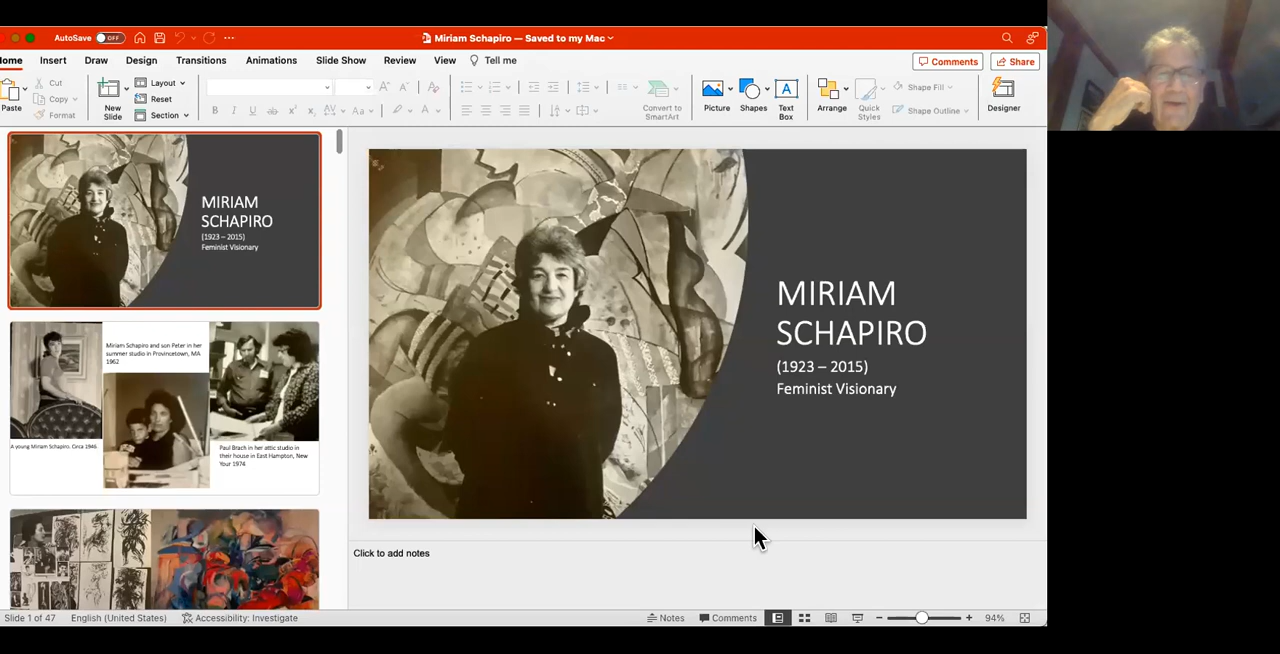 AutoSave OFF
Miriam Schapiro — Saved to my Mac
Home Insert Draw Design Transitions Animations Slide Show Review View Tell me
Comments Share
Paste
Cut
Copy
Format
New
Slide
Layout
Reset
Section
B I U ab
Convert to
SmartArt
Picture
Shapes
Text
Box
Arrange
Quick
Styles
Shape Fill
Shape Outline
Designer
MIRIAM
SCHAPIRO
(1923 – 2015)
Feminist Visionary
Miriam Schapiro and son Peter in her
summer studio in Provincetown, MA
1962
A young Miriam Schapiro. Circa 1946.
Paul Brach in her attic studio in
their house in East Hampton, New
Your 1974
MIRIAM
SCHAPIRO
(1923 – 2015)
Feminist Visionary
Click to add notes
Slide 1 of 47 English (United States) Accessibility: Investigate
Notes Comments 94%